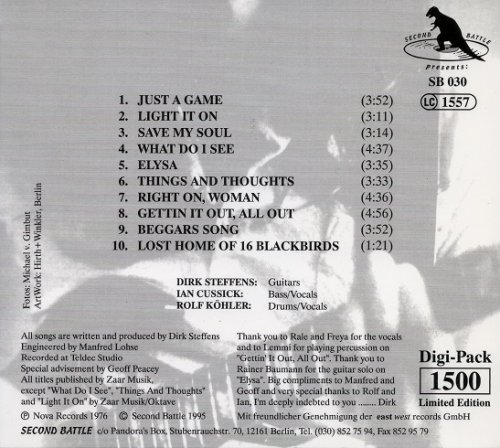 SECOND BATTLE
presents:
SB 030
LC 1557
1. JUST A GAME (3:52)
2. LIGHT IT ON (3:11)
3. SAVE MY SOUL (3:14)
4. WHAT DO I SEE (4:37)
5. ELYSA (3:35)
6. THINGS AND THOUGHTS (3:33)
7. RIGHT ON, WOMAN (4:36)
8. GETTIN IT OUT, ALL OUT (4:56)
9. BEGGARS SONG (3:52)
10. LOST HOME OF 16 BLACKBIRDS (1:21)
DIRK STEFFENS: Guitars
IAN CUSSICK: Bass/Vocals
ROLF KÖHLER: Drums/Vocals
Fotos: Michael v. Gimbut
ArtWork: Hirth + Winkler, Berlin
All songs are written and produced by Dirk Steffens
Engineered by Manfred Lohse
Recorded at Teldec Studio
Special advisement by Geoff Peacey
All titles published by Zaar Musik,
except "What Do I See", "Things And Thoughts"
and "Light It On" by Zaar Musik/Oktave
Thank you to Rale and Freya for the vocals
and to Lemmi for playing percussion on
"Gettin' It Out, All Out". Thank you to
Rainer Baumann for the guitar solo on
"Elysa". Big compliments to Manfred and
Geoff and very special thanks to Rolf and
Ian, I'm deeply indebted to you .... Dirk
Digi-Pack
1500
Limited Edition
Ⓟ Nova Records 1976 Ⓒ Second Battle 1995
Mit freundlicher Genehmigung der east west records GmbH
SECOND BATTLE c/o Pandora's Box, Stubenrauchstr. 70, 12161 Berlin, Tel. (030) 852 75 94, Fax 852 95 79